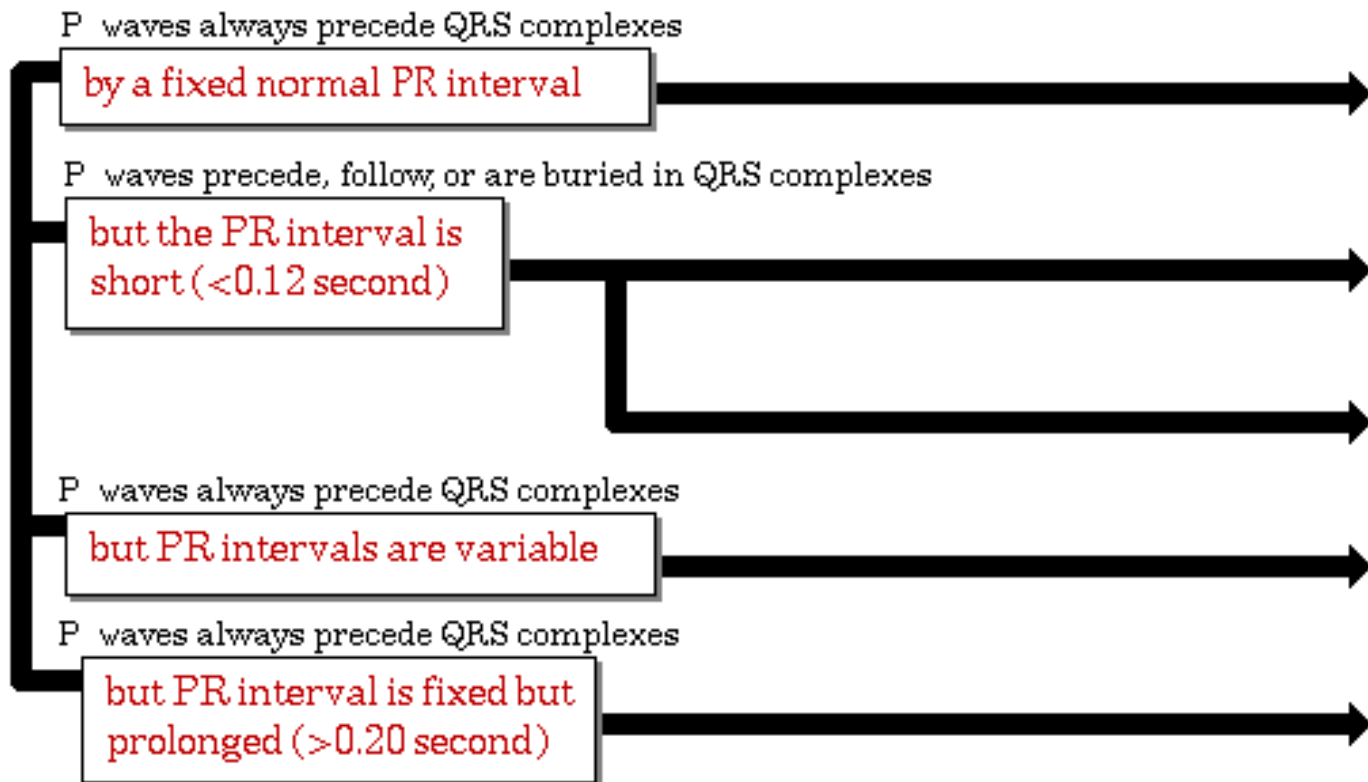 P waves always precede QRS complexes
by a fixed normal PR interval
P waves precede, follow, or are buried in QRS complexes
but the PR interval is
short (<0.12 second)
P waves always precede QRS complexes
but PR intervals are variable
P waves always precede QRS complexes
but PR interval is fixed but
prolonged (>0.20 second)